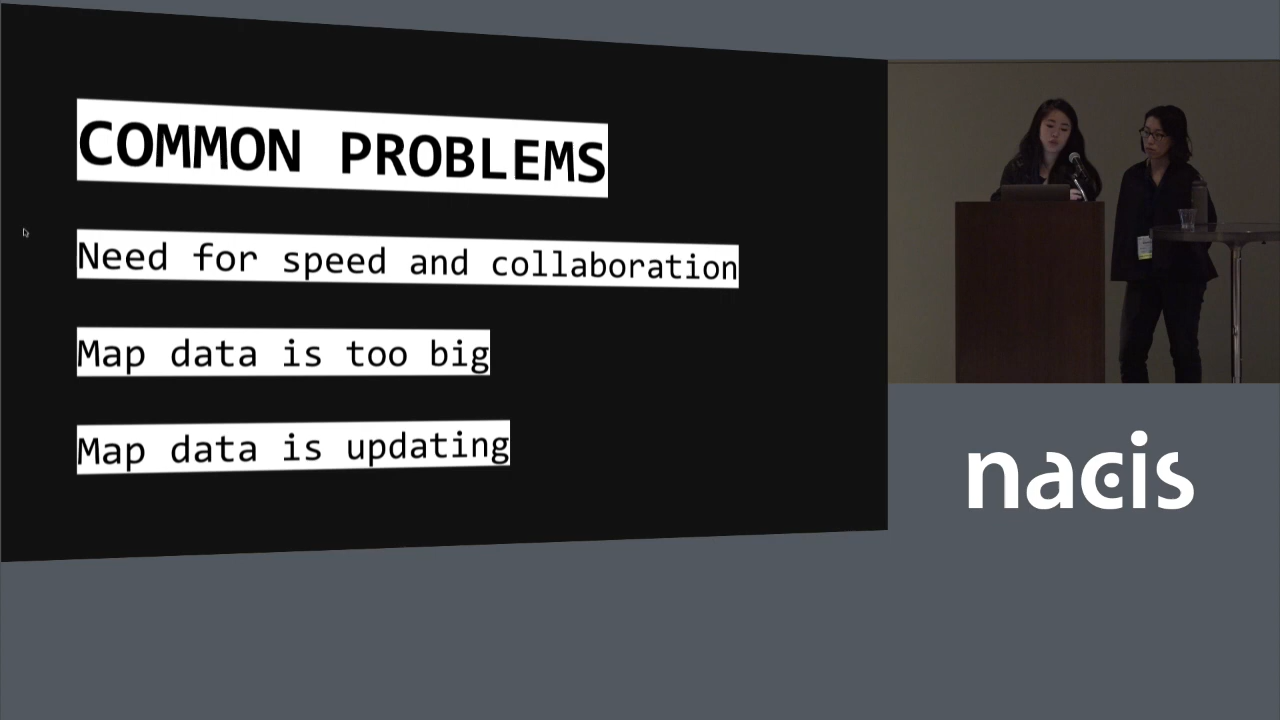 COMMON PROBLEMS
Need for speed and collaboration
Map data is too big
Map data is updating
nacis